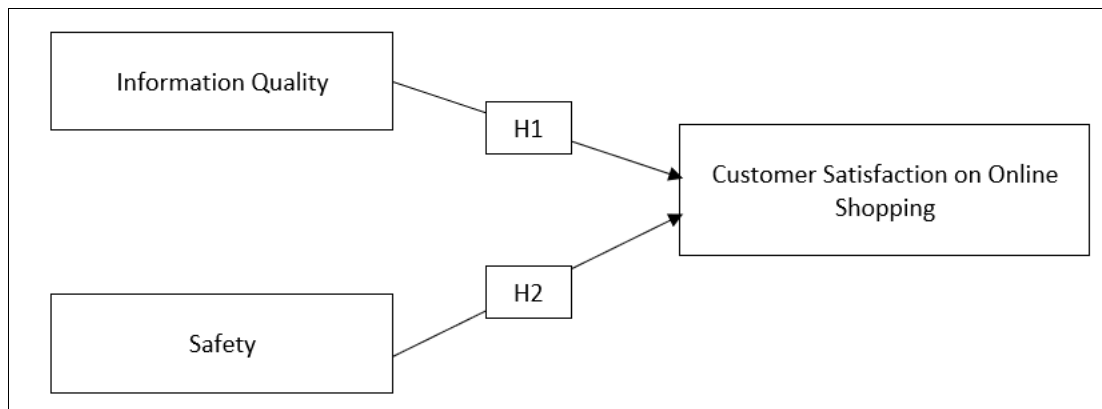 Information Quality
H1
Customer Satisfaction on Online
Shopping
H2
Safety